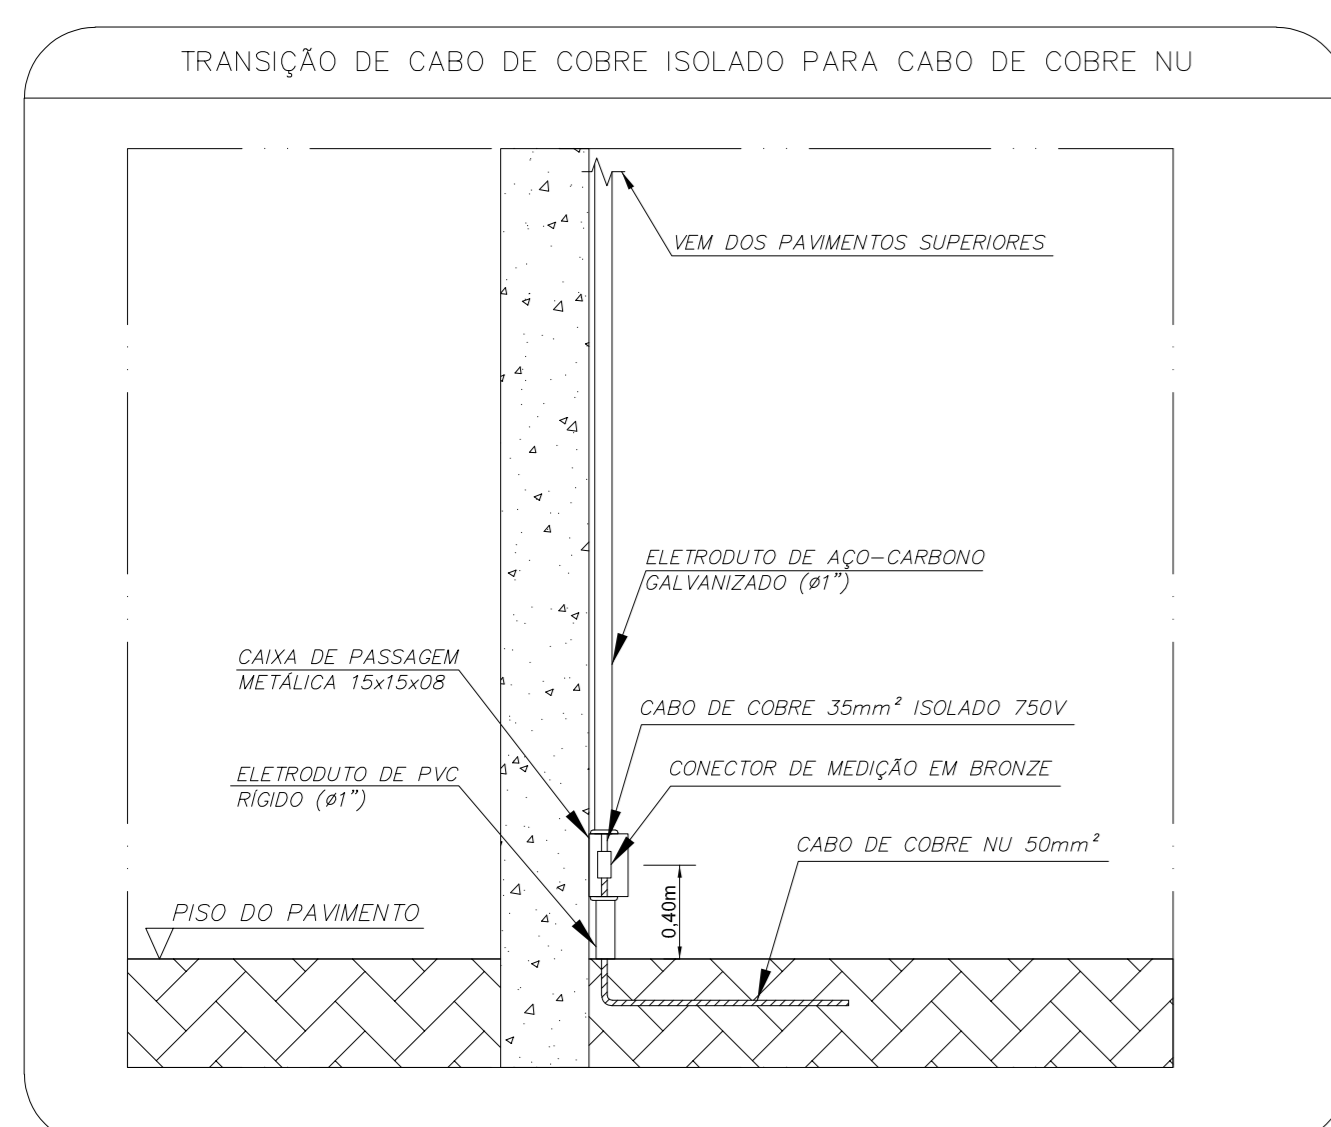 TRANSIÇÃO DE CABO DE COBRE ISOLADO PARA CABO DE COBRE NU
VEM DOS PAVIMENTOS SUPERIORES
ELETRODUTO DE AÇO-CARBONO
GALVANIZADO (ø1")
CAIXA DE PASSAGEM
METÁLICA 15x15x08
CABO DE COBRE 35mm² ISOLADO 750V
ELETRODUTO DE PVC
RÍGIDO (ø1")
CONECTOR DE MEDIÇÃO EM BRONZE
CABO DE COBRE NU 50mm²
0,40m
PISO DO PAVIMENTO